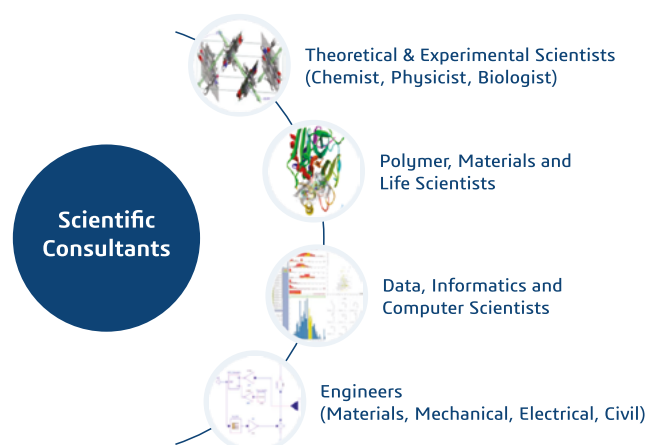 Theoretical & Experimental Scientists
(Chemist, Physicist, Biologist)
Polymer, Materials and
Life Scientists
Scientific
Consultants
Data, Informatics and
Computer Scientists
Engineers
(Materials, Mechanical, Electrical, Civil)